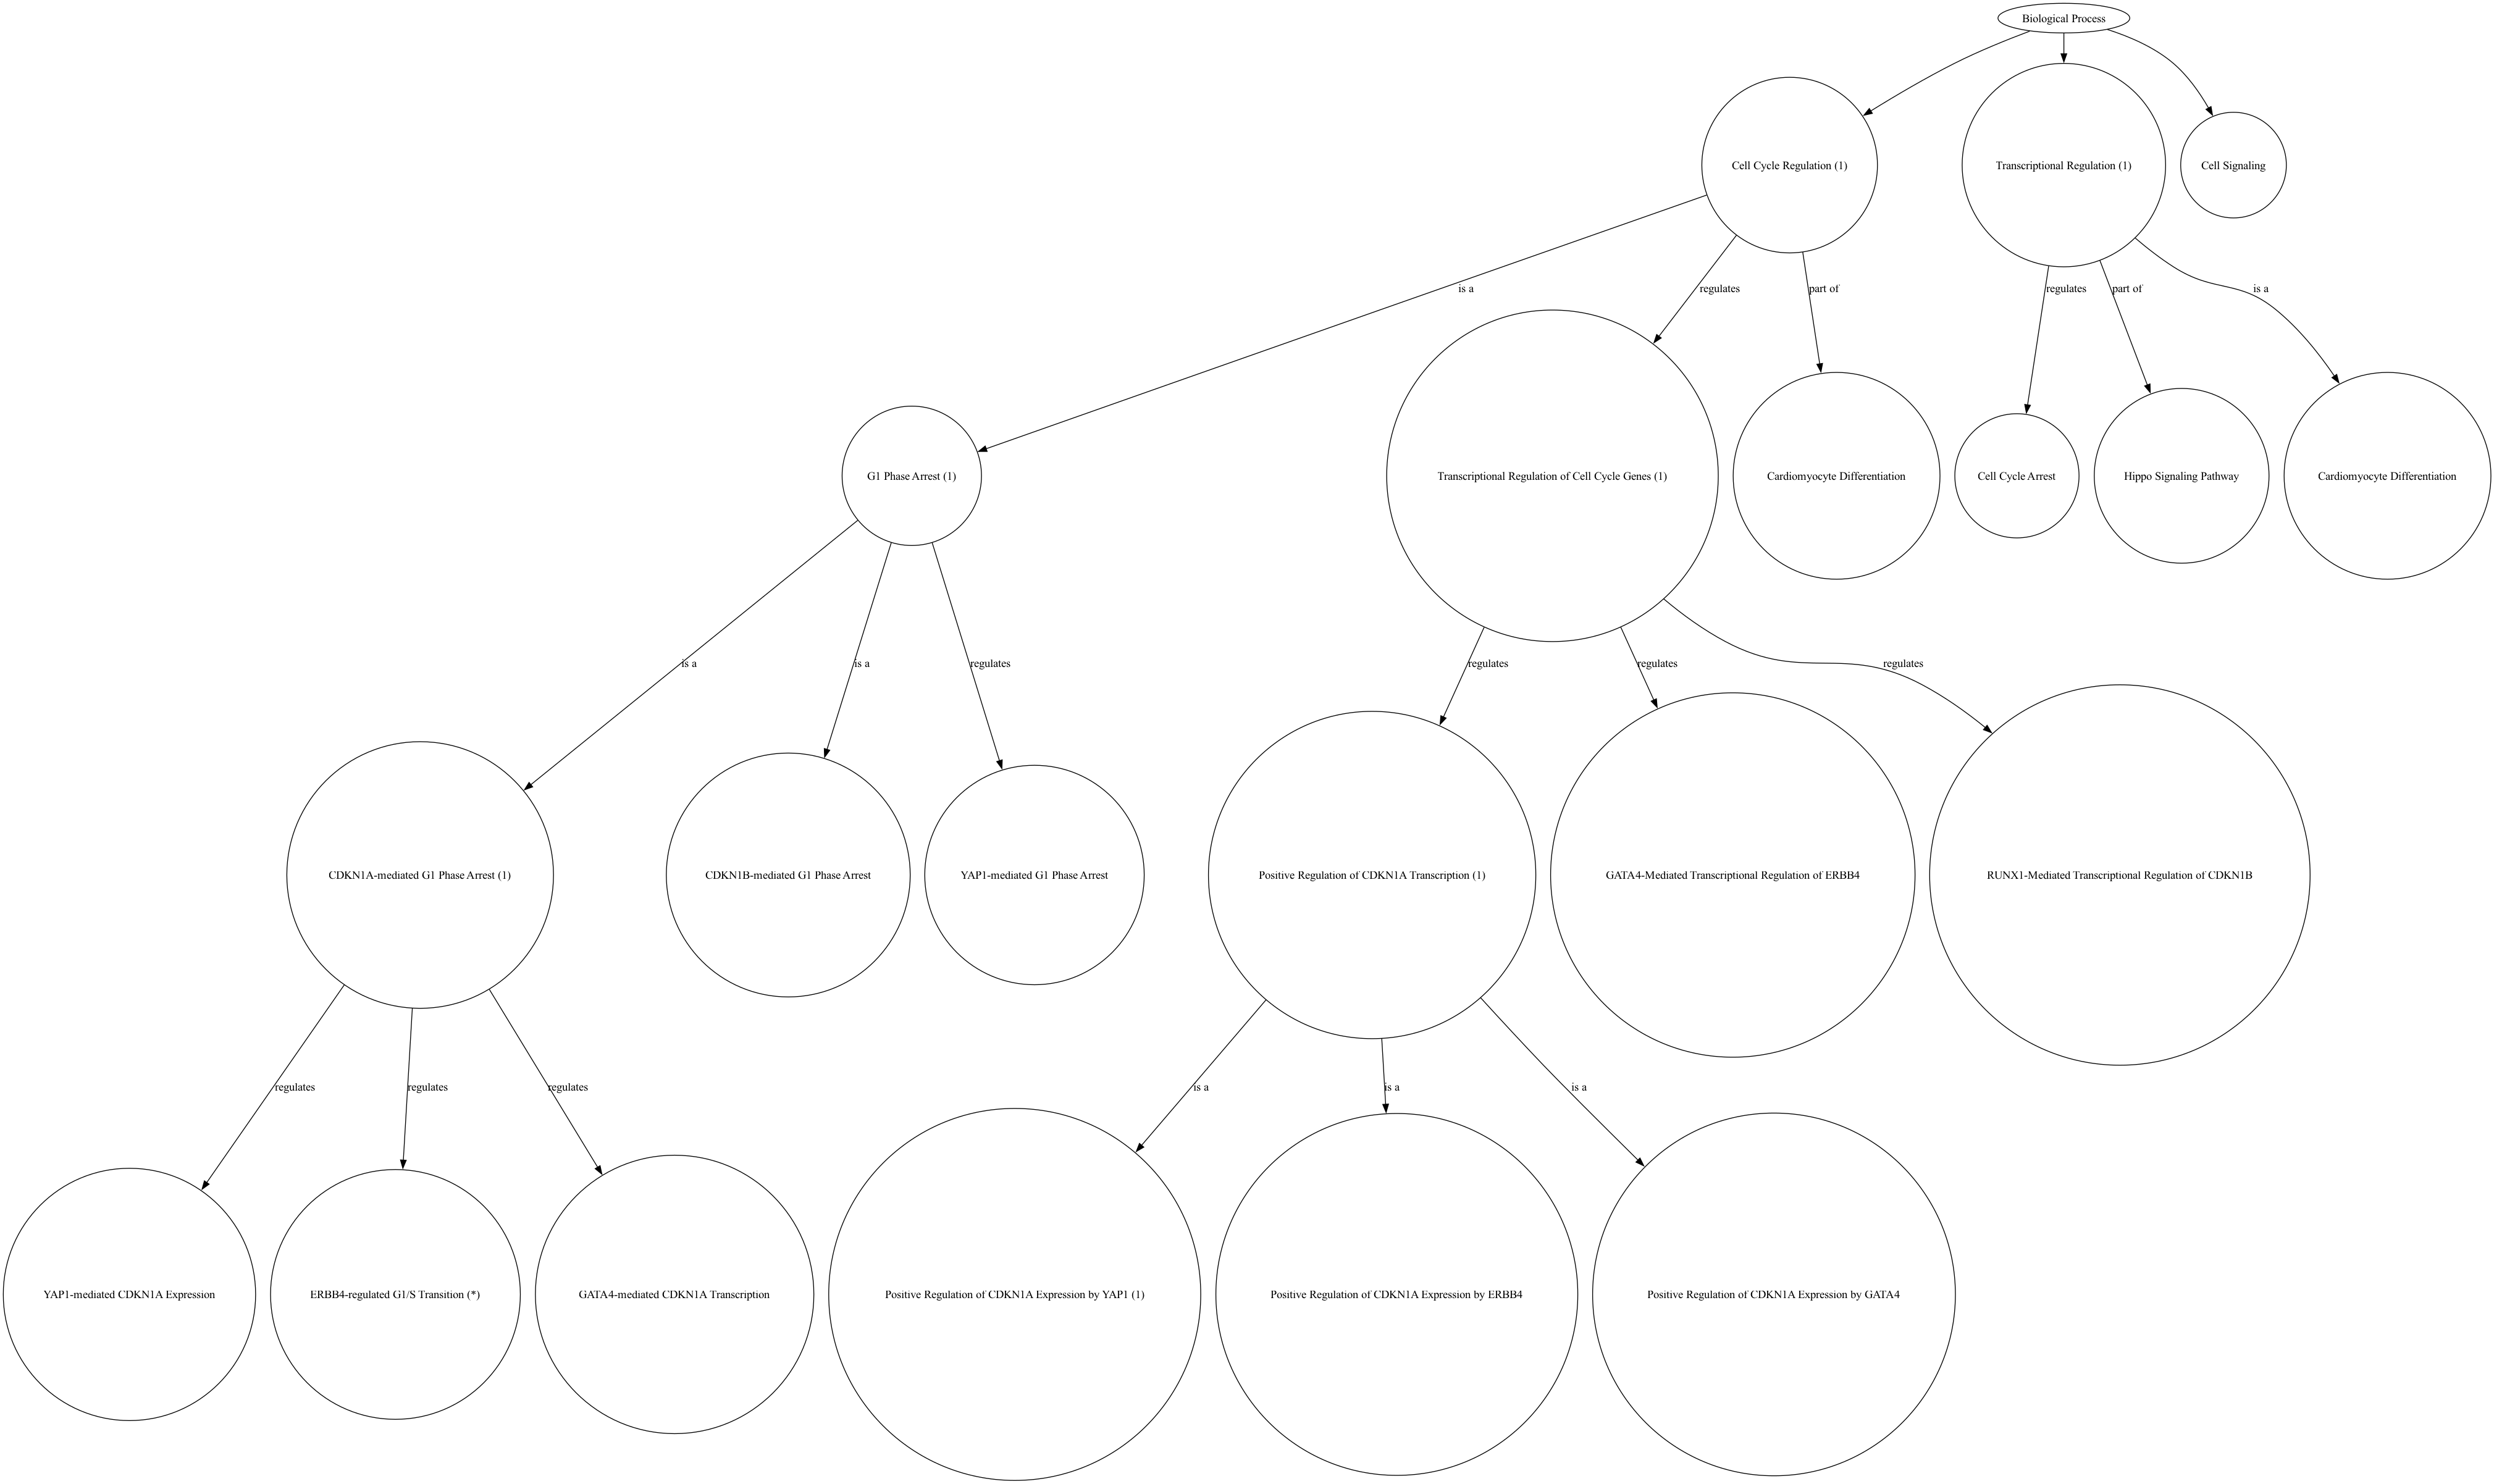 Biological Process
Cell Cycle Regulation (1)
Transcriptional Regulation (1)
Cell Signaling
is a
regulates
part of
regulates
part of
is a
G1 Phase Arrest (1)
Transcriptional Regulation of Cell Cycle Genes (1)
Cardiomyocyte Differentiation
Cell Cycle Arrest
Hippo Signaling Pathway
Cardiomyocyte Differentiation
is a
is a
regulates
regulates
regulates
regulates
CDKN1A-mediated G1 Phase Arrest (1)
CDKN1B-mediated G1 Phase Arrest
YAP1-mediated G1 Phase Arrest
Positive Regulation of CDKN1A Transcription (1)
GATA4-Mediated Transcriptional Regulation of ERBB4
RUNX1-Mediated Transcriptional Regulation of CDKN1B
regulates
regulates
regulates
is a
is a
is a
YAP1-mediated CDKN1A Expression
ERBB4-regulated G1/S Transition (*)
GATA4-mediated CDKN1A Transcription
Positive Regulation of CDKN1A Expression by YAP1 (1)
Positive Regulation of CDKN1A Expression by ERBB4
Positive Regulation of CDKN1A Expression by GATA4